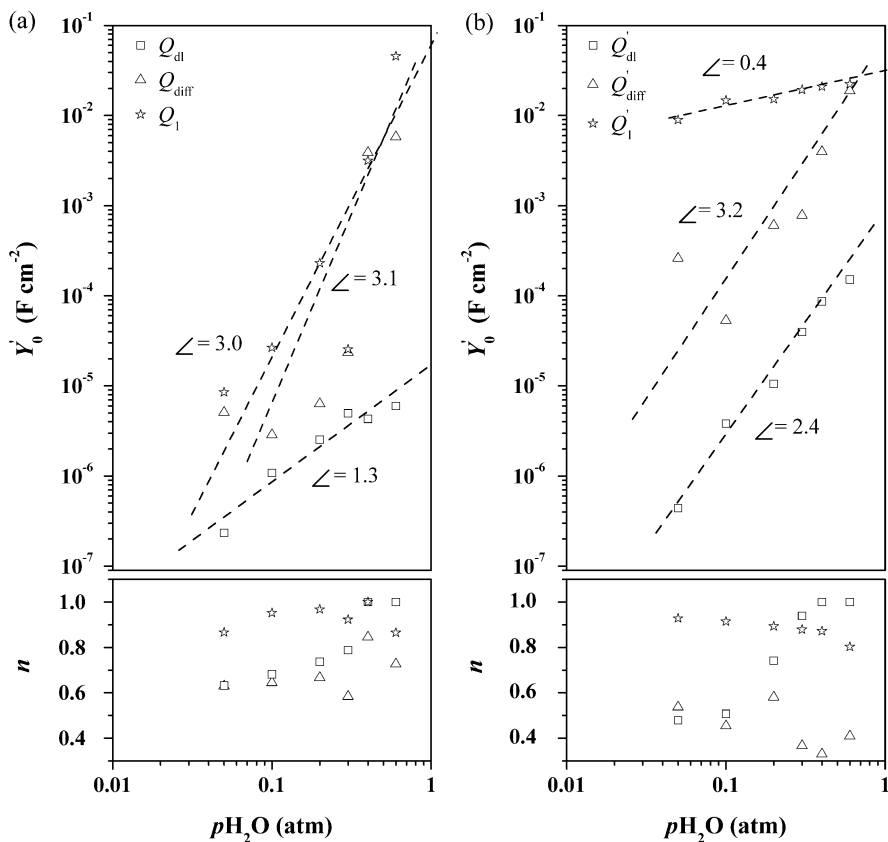 (a)
10⁻¹
10⁻²
10⁻³
10⁻⁴
10⁻⁵
10⁻⁶
10⁻⁷
Y'₀ (F cm⁻²)
Q_dl
Q_diff
Q_1
∠= 3.0
∠= 3.1
∠= 1.3
1.0
0.8
0.6
0.4
n
0.01
0.1
1
pH₂O (atm)
(b)
10⁻¹
10⁻²
10⁻³
10⁻⁴
10⁻⁵
10⁻⁶
10⁻⁷
Y'₀ (F cm⁻²)
Q'_dl
Q'_diff
Q'_1
∠= 0.4
∠= 3.2
∠= 2.4
1.0
0.8
0.6
0.4
n
0.01
0.1
1
pH₂O (atm)